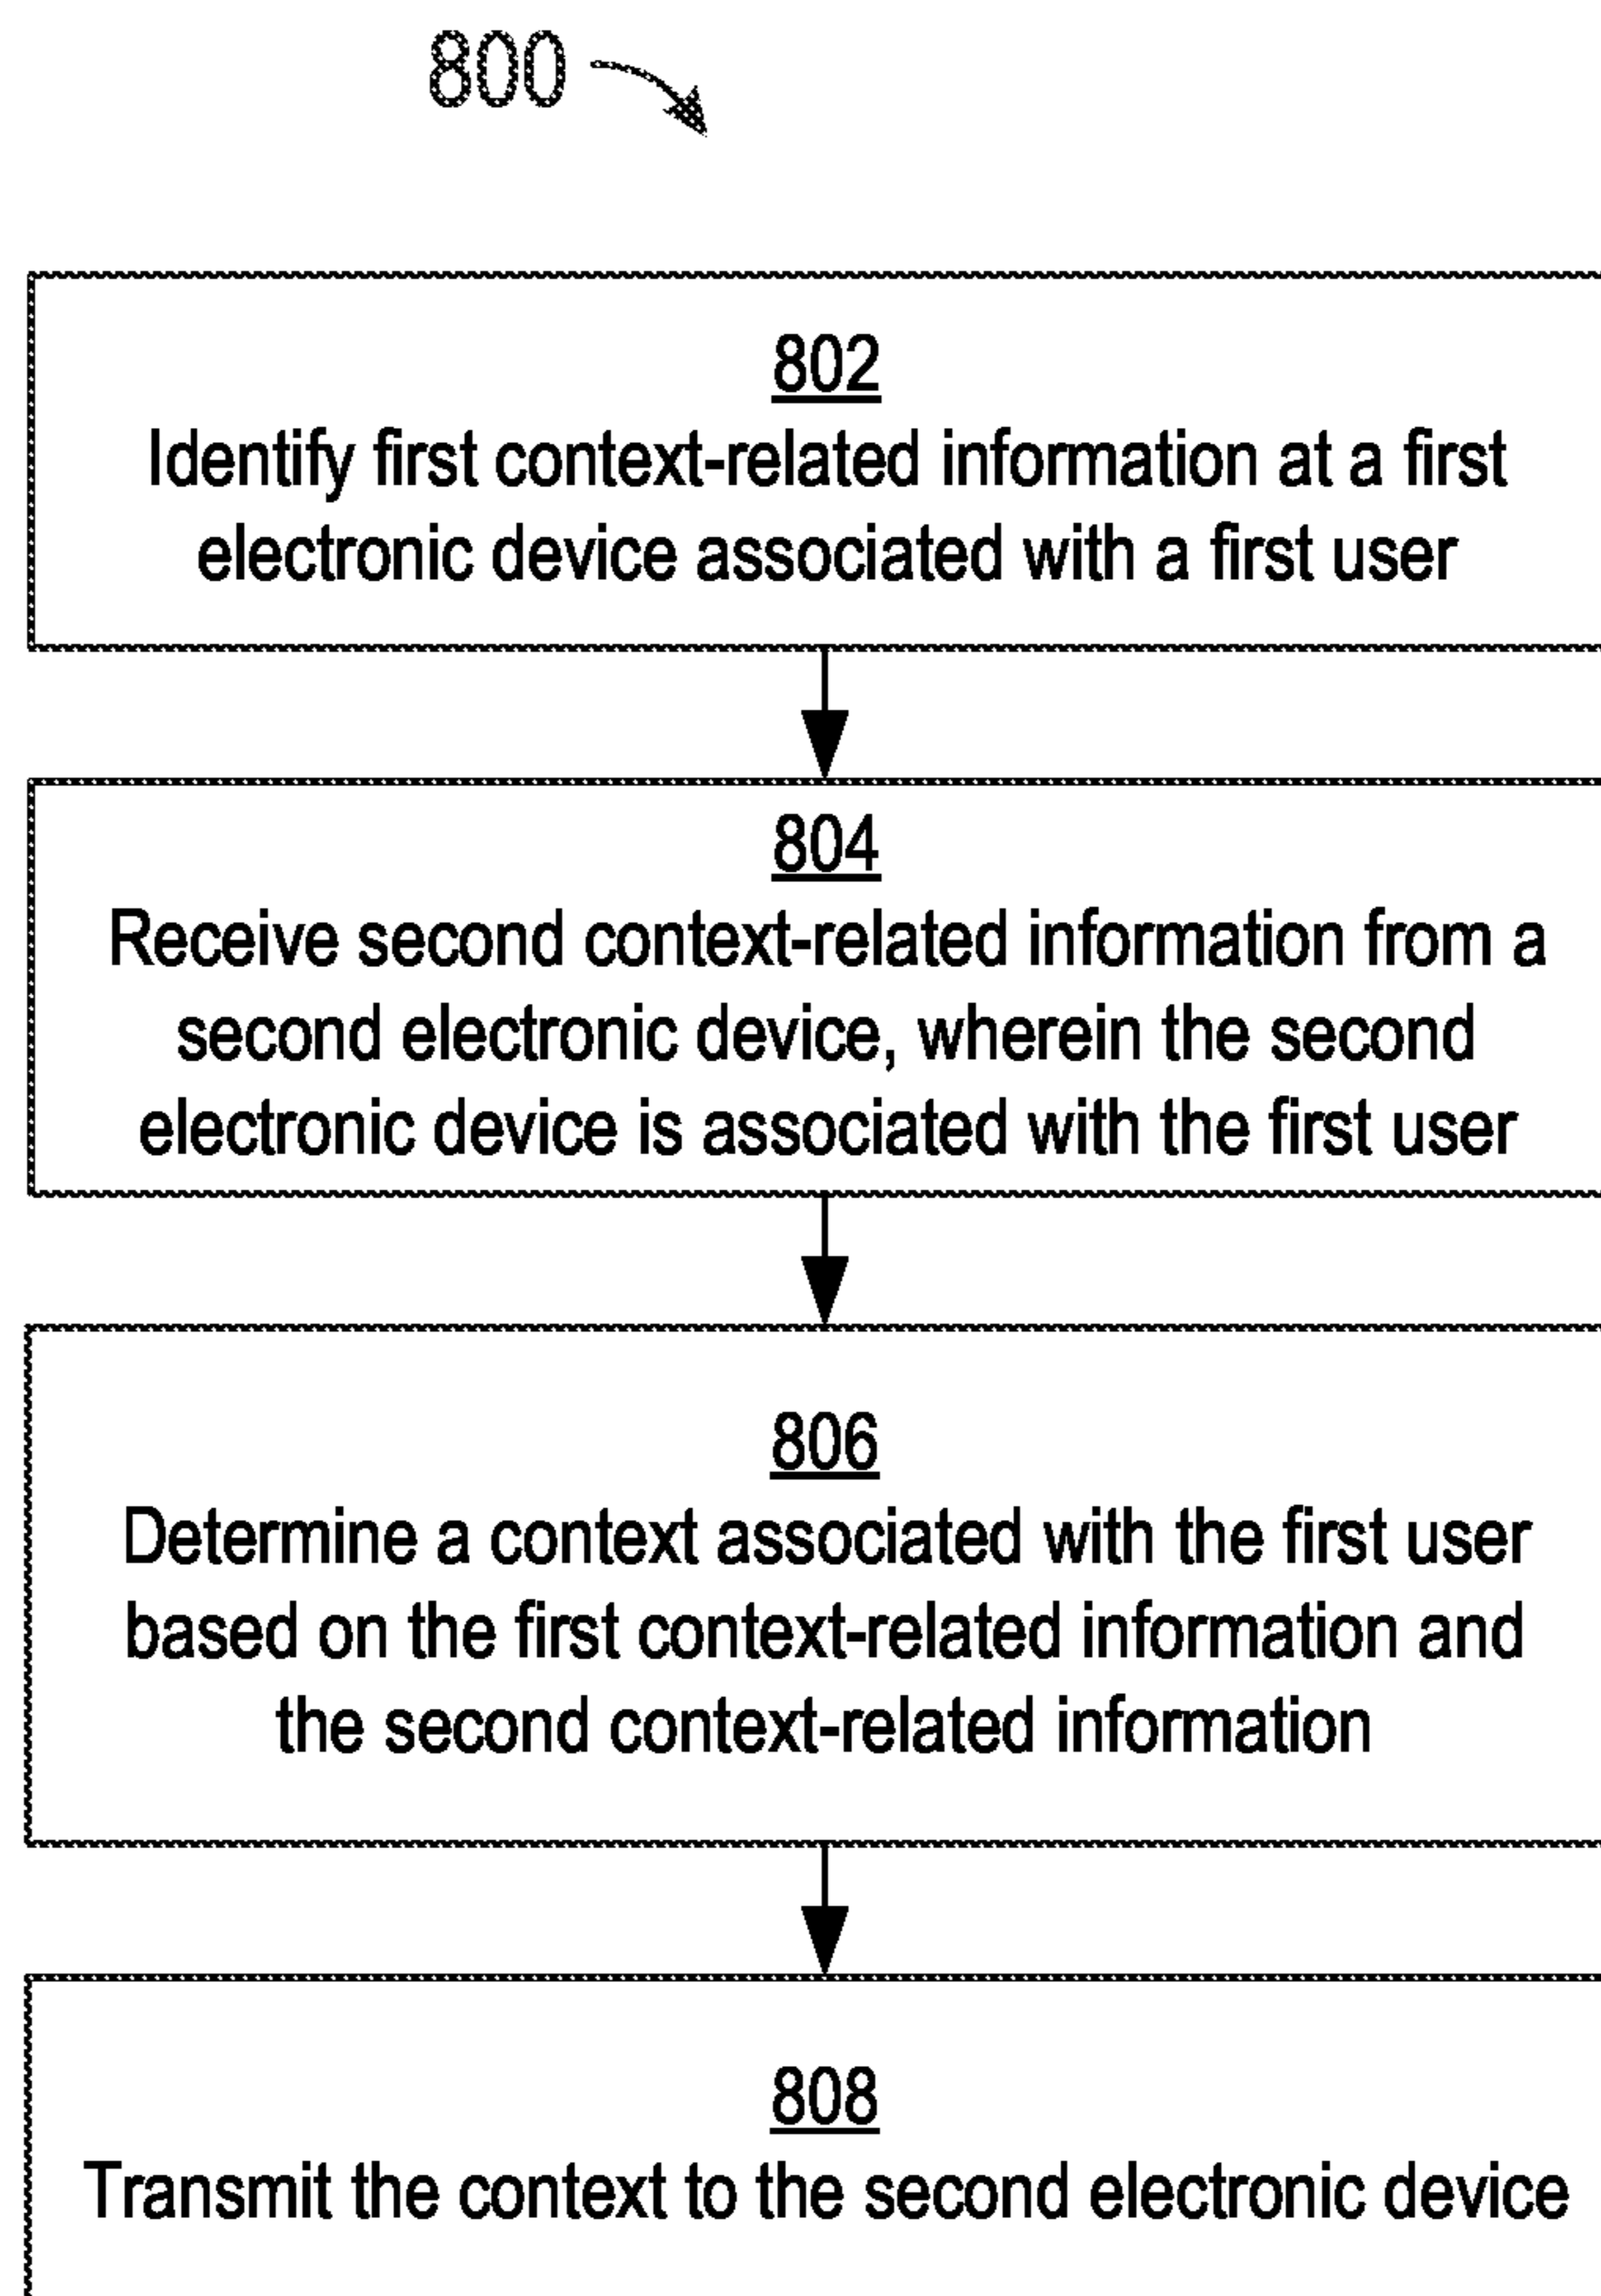 800
802
Identify first context-related information at a first
electronic device associated with a first user
804
Receive second context-related information from a
second electronic device, wherein the second
electronic device is associated with the first user
806
Determine a context associated with the first user
based on the first context-related information and
the second context-related information
808
Transmit the context to the second electronic device